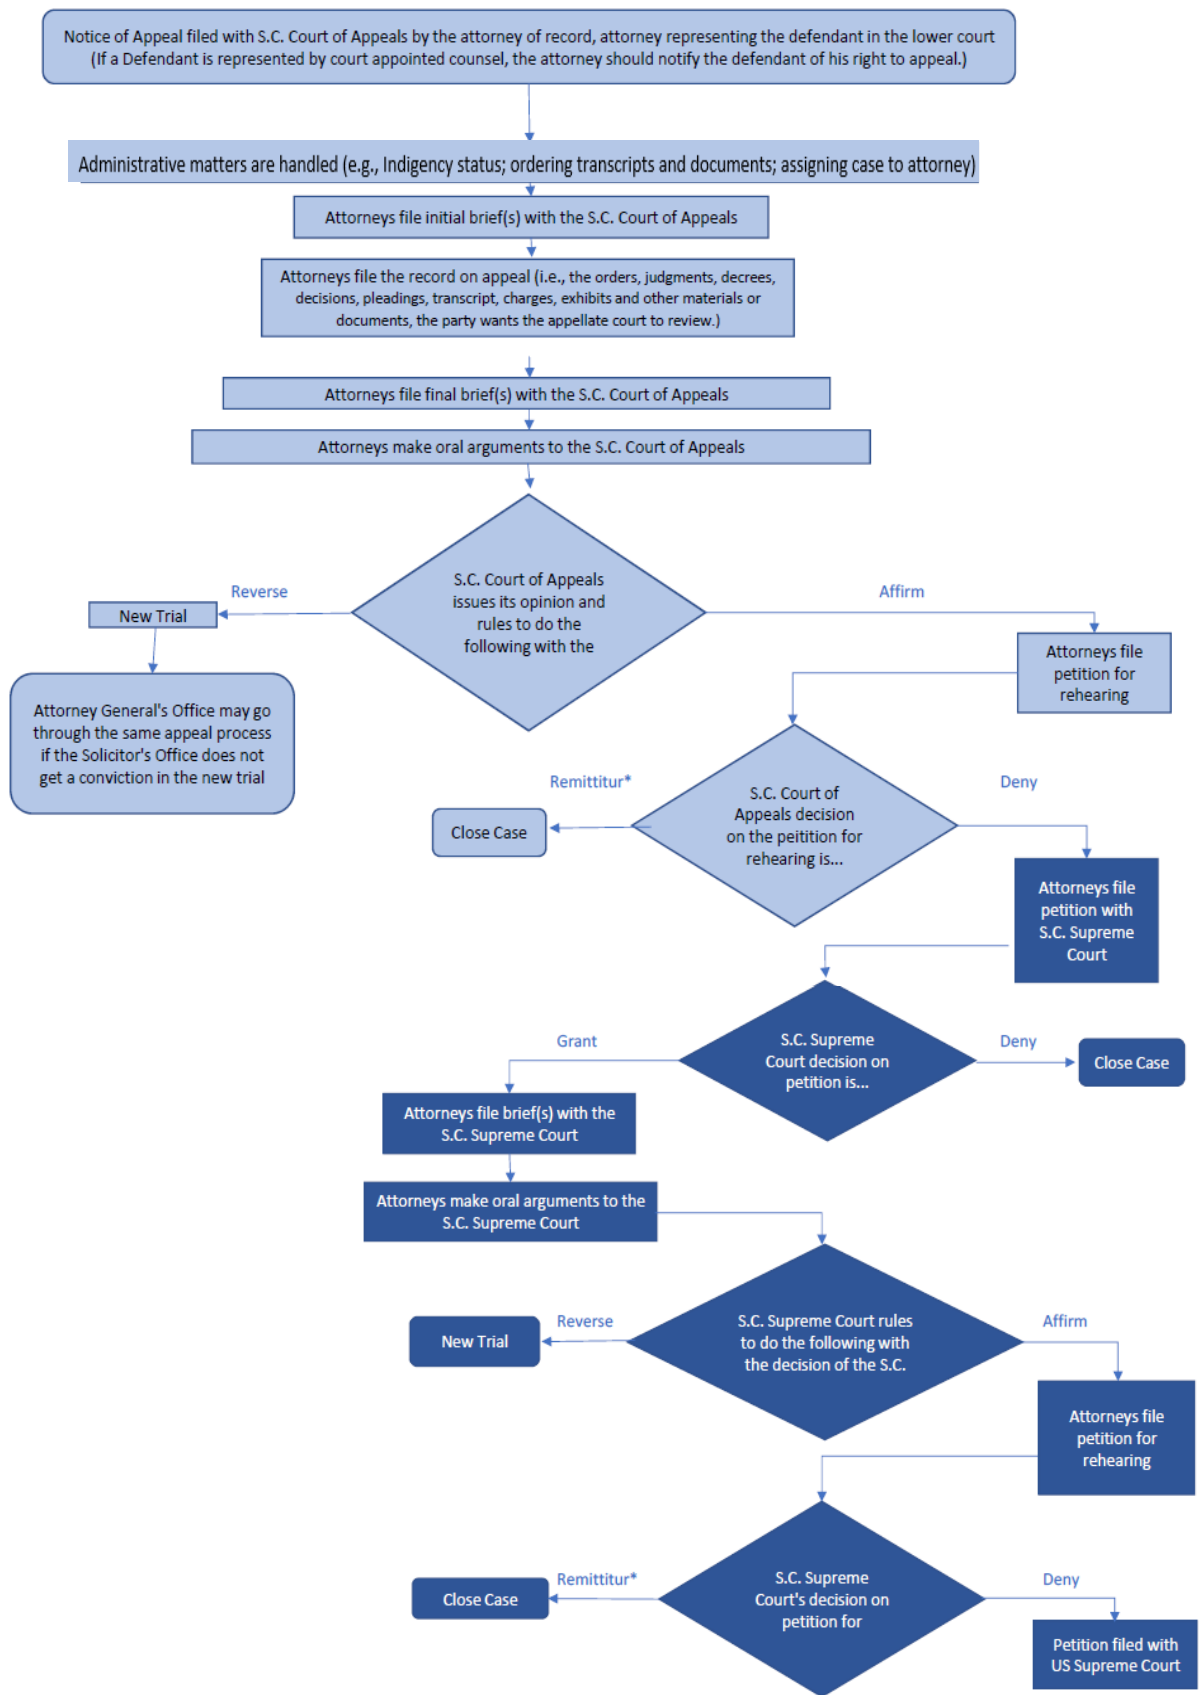 Notice of Appeal filed with S.C. Court of Appeals by the attorney of record, attorney representing the defendant in the lower court
(If a Defendant is represented by court appointed counsel, the attorney should notify the defendant of his right to appeal.)
Administrative matters are handled (e.g., Indigency status; ordering transcripts and documents; assigning case to attorney)
Attorneys file initial brief(s) with the S.C. Court of Appeals
Attorneys file the record on appeal (i.e., the orders, judgments, decrees,
decisions, pleadings, transcript, charges, exhibits and other materials or
documents, the party wants the appellate court to review.)
Attorneys file final brief(s) with the S.C. Court of Appeals
Attorneys make oral arguments to the S.C. Court of Appeals
S.C. Court of Appeals
issues its opinion and
rules to do the
following with the
Reverse
Affirm
New Trial
Attorney General's Office may go
through the same appeal process
if the Solicitor's Office does not
get a conviction in the new trial
Attorneys file
petition for
rehearing
S.C. Court of
Appeals decision
on the peitition for
rehearing is...
Remittitur*
Deny
Close Case
Attorneys file
petition with
S.C. Supreme
Court
S.C. Supreme
Court decision on
petition is...
Grant
Deny
Close Case
Attorneys file brief(s) with the
S.C. Supreme Court
Attorneys make oral arguments to the
S.C. Supreme Court
S.C. Supreme Court rules
to do the following with
the decision of the S.C.
Reverse
Affirm
New Trial
Attorneys file
petition for
rehearing
S.C. Supreme
Court's decision on
petition for
Remittitur*
Deny
Close Case
Petition filed with
US Supreme Court